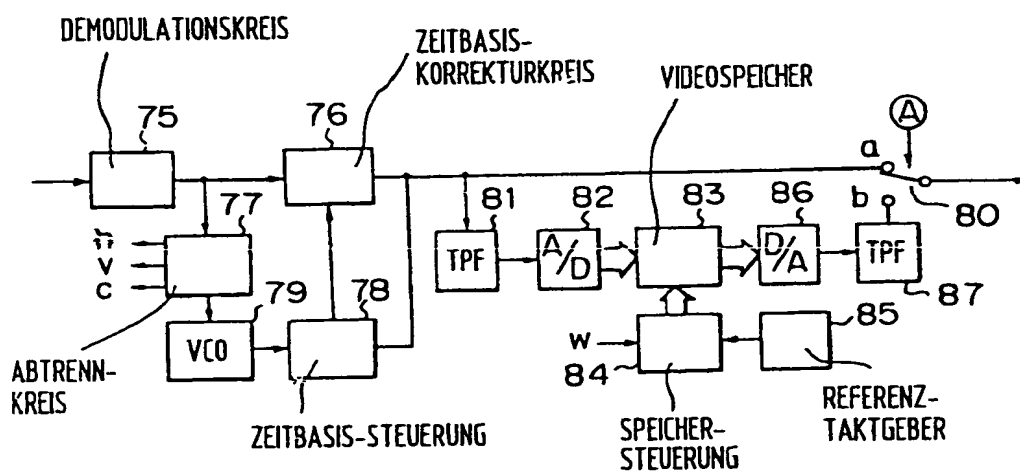 DEMODULATIONSKREIS
ZEITBASIS-
KORREKTURKREIS
VIDEOSPEICHER
A
75
76
a
77
81
82
83
86
b
80
V
C
TPF
A/D
D/A
TPF
79
78
87
85
VCO
W
84
ABTRENN-
KREIS
ZEITBASIS-STEUERUNG
SPEICHER-
STEUERUNG
REFERENZ-
TAKTGEBER